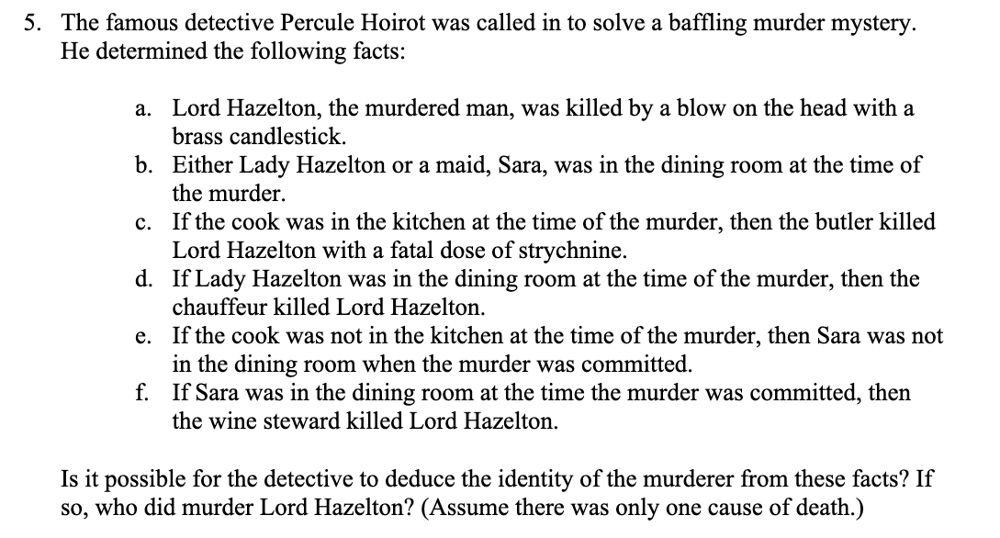 5. The famous detective Percule Hoirot was called in to solve a baffling murder mystery.
He determined the following facts:
a. Lord Hazelton, the murdered man, was killed by a blow on the head with a
brass candlestick.
b. Either Lady Hazelton or a maid, Sara, was in the dining room at the time of
the murder.
c. If the cook was in the kitchen at the time of the murder, then the butler killed
Lord Hazelton with a fatal dose of strychnine.
d. If Lady Hazelton was in the dining room at the time of the murder, then the
chauffeur killed Lord Hazelton.
e. If the cook was not in the kitchen at the time of the murder, then Sara was not
in the dining room when the murder was committed.
f. If Sara was in the dining room at the time the murder was committed, then
the wine steward killed Lord Hazelton.
Is it possible for the detective to deduce the identity of the murderer from these facts? If
so, who did murder Lord Hazelton? (Assume there was only one cause of death.)